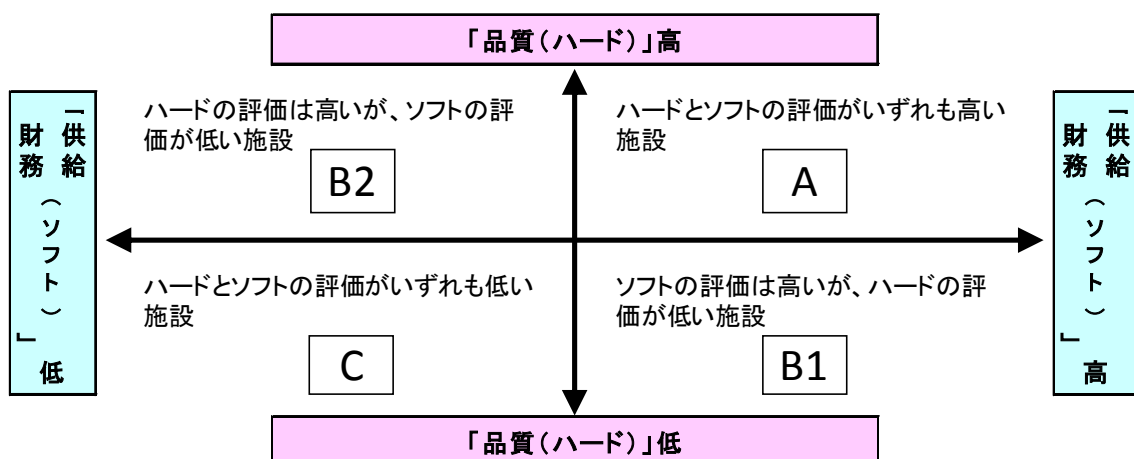 「品質(ハード)」高
「供給
財務(ソフト)」低
ハードの評価は高いが、ソフトの評
価が低い施設
B2
ハードとソフトの評価がいずれも高い
施設
A
「供給
財務(ソフト)」高
ハードとソフトの評価がいずれも低い
施設
C
ソフトの評価は高いが、ハードの評
価が低い施設
B1
「品質(ハード)」低